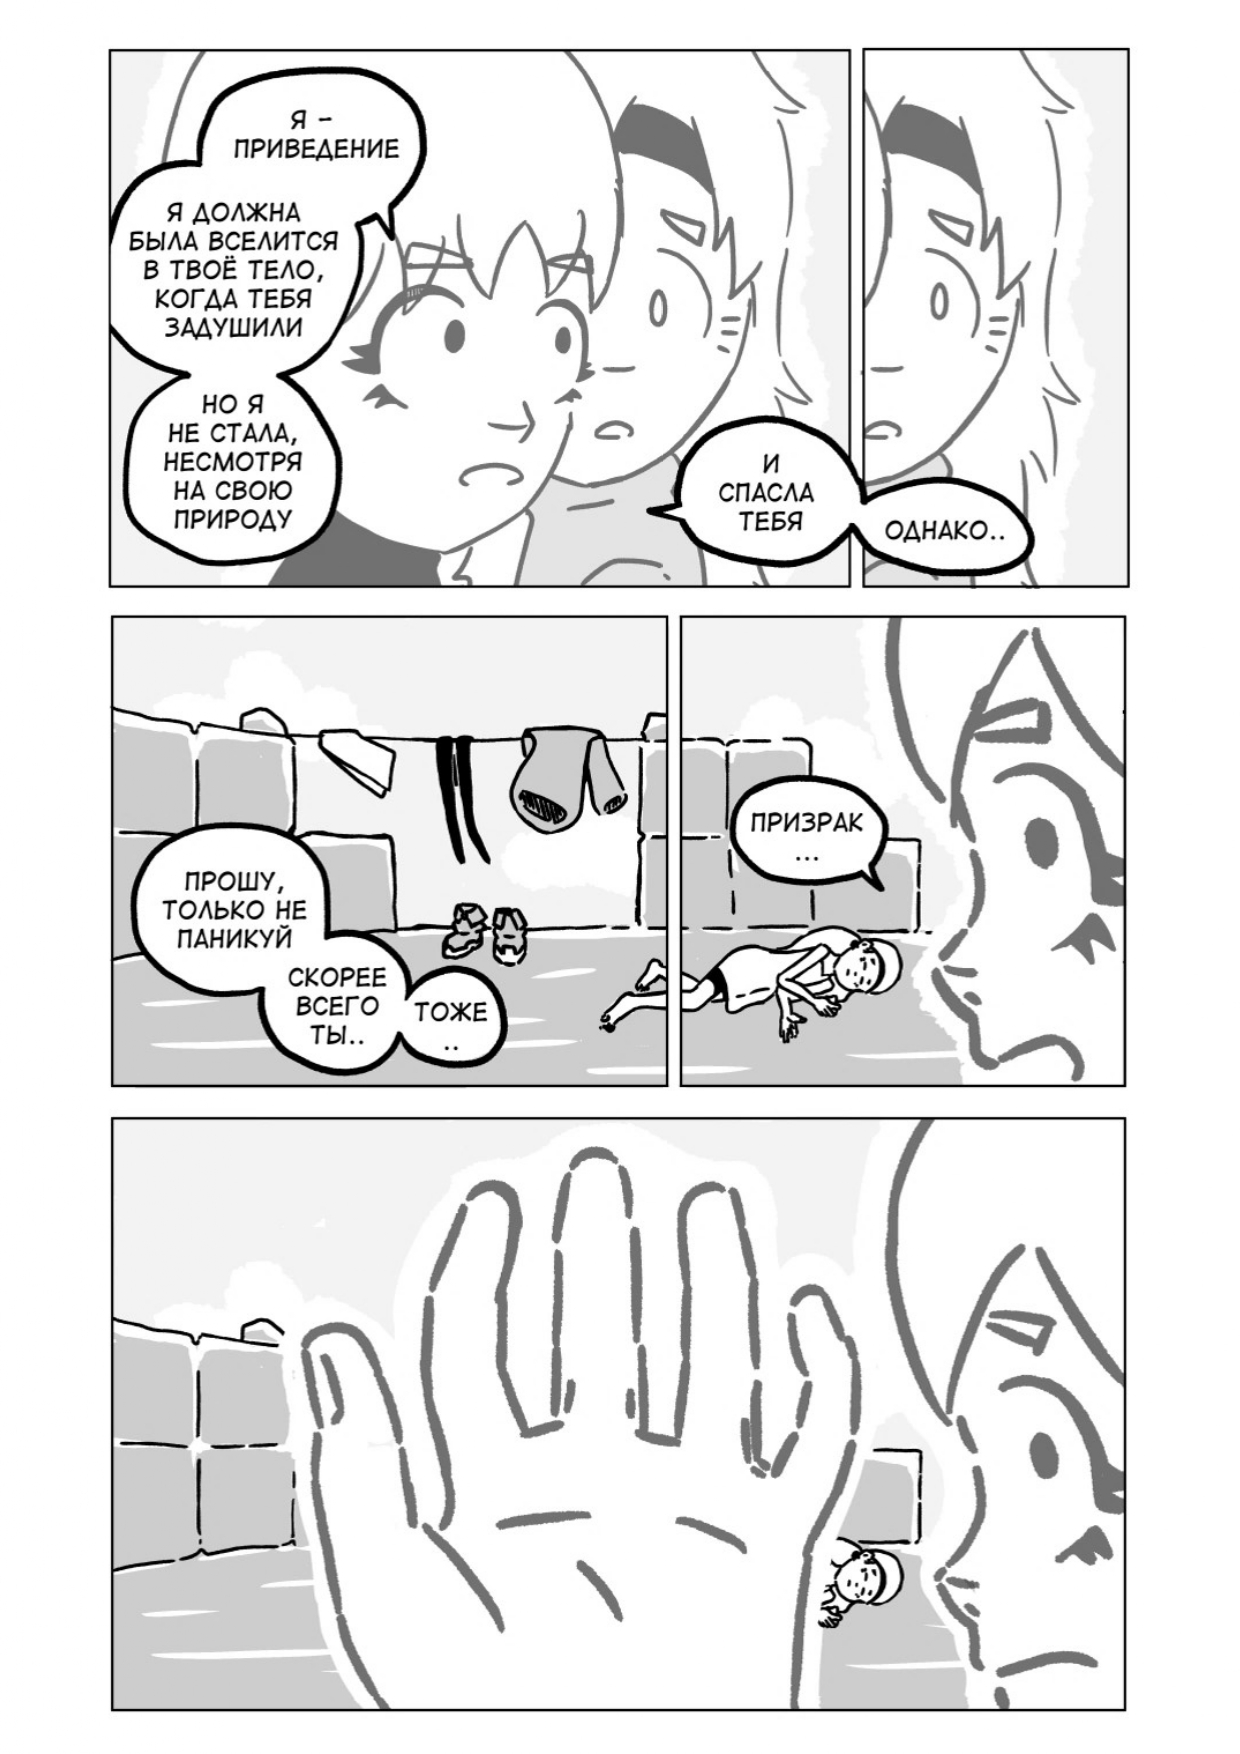 Я -
ПРИВЕДЕНИЕ
Я ДОЛЖНА
БЫЛА ВСЕЛИТСЯ
В ТВОЁ ТЕЛО,
КОГДА ТЕБЯ
ЗАДУШИЛИ
НО Я
НЕ СТАЛА,
НЕСМОТРЯ
НА СВОЮ
ПРИРОДУ
И
СПАСЛА
ТЕБЯ
ОДНАКО..
ПРОШУ,
ТОЛЬКО НЕ
ПАНИКУЙ
СКОРЕЕ
ВСЕГО
ТЫ..
ТОЖЕ
..
ПРИЗРАК
...